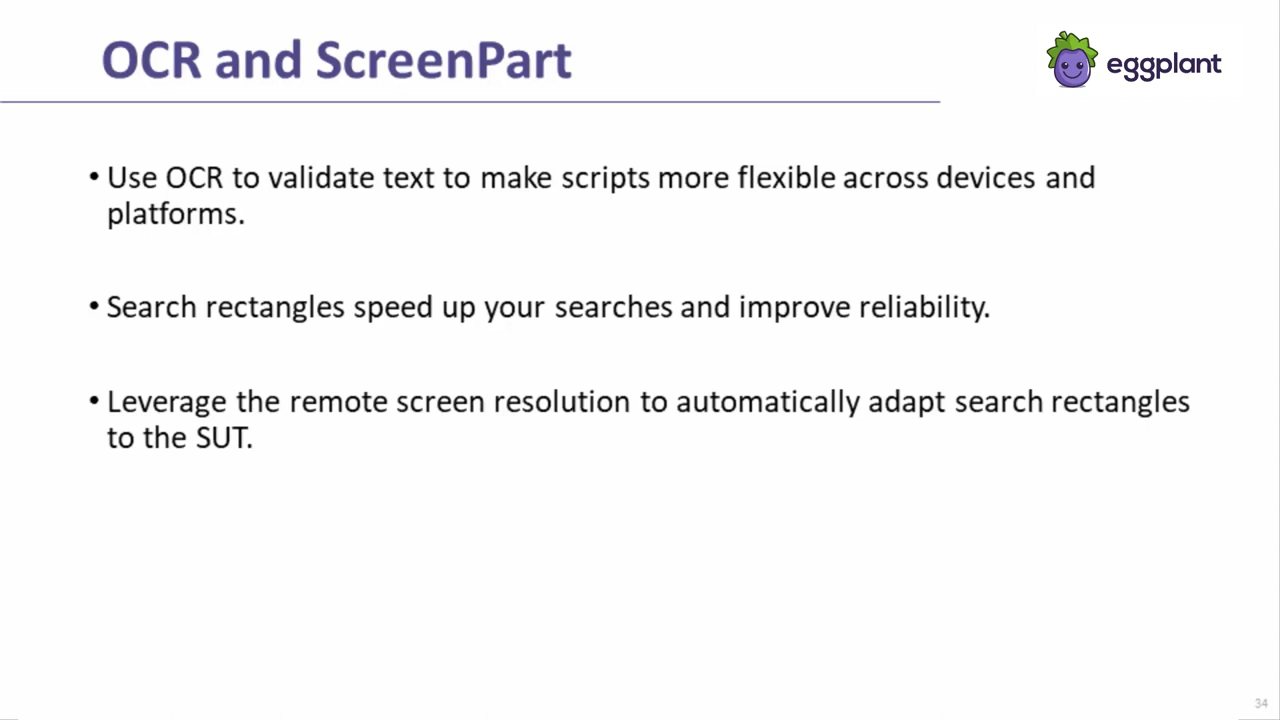 OCR and ScreenPart
eggplant
• Use OCR to validate text to make scripts more flexible across devices and
platforms.
• Search rectangles speed up your searches and improve reliability.
• Leverage the remote screen resolution to automatically adapt search rectangles
to the SUT.
34